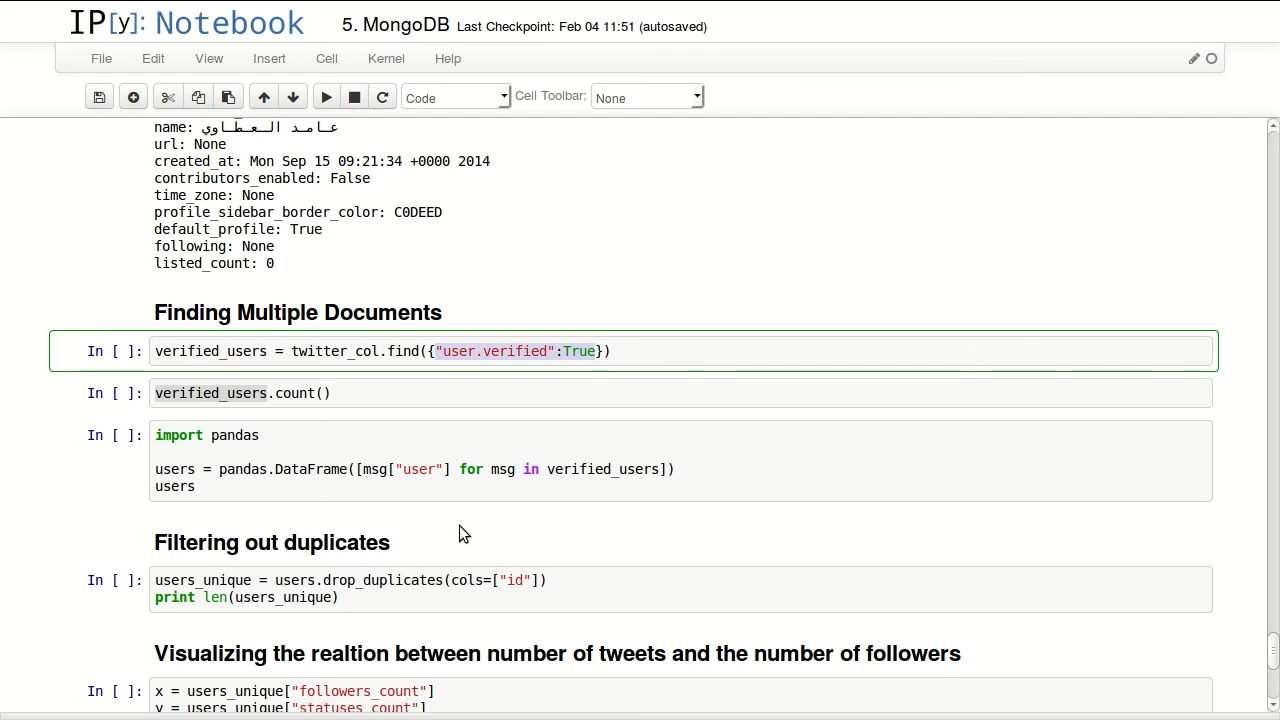 IP[y]: Notebook 5. MongoDB Last Checkpoint: Feb 04 11:51 (autosaved)
File Edit View Insert Cell Kernel Help
Code Cell Toolbar: None
name: عـامـد الـعـطـاوي
url: None
created_at: Mon Sep 15 09:21:34 +0000 2014
contributors_enabled: False
time_zone: None
profile_sidebar_border_color: C0DEED
default_profile: True
following: None
listed_count: 0
Finding Multiple Documents
In [ ]: verified_users = twitter_col.find({"user.verified":True})
In [ ]: verified_users.count()
In [ ]: import pandas
users = pandas.DataFrame([msg["user"] for msg in verified_users])
users
Filtering out duplicates
In [ ]: users_unique = users.drop_duplicates(cols=["id"])
print len(users_unique)
Visualizing the realtion between number of tweets and the number of followers
In [ ]: x = users_unique["followers_count"]
y = users_unique["statuses_count"]